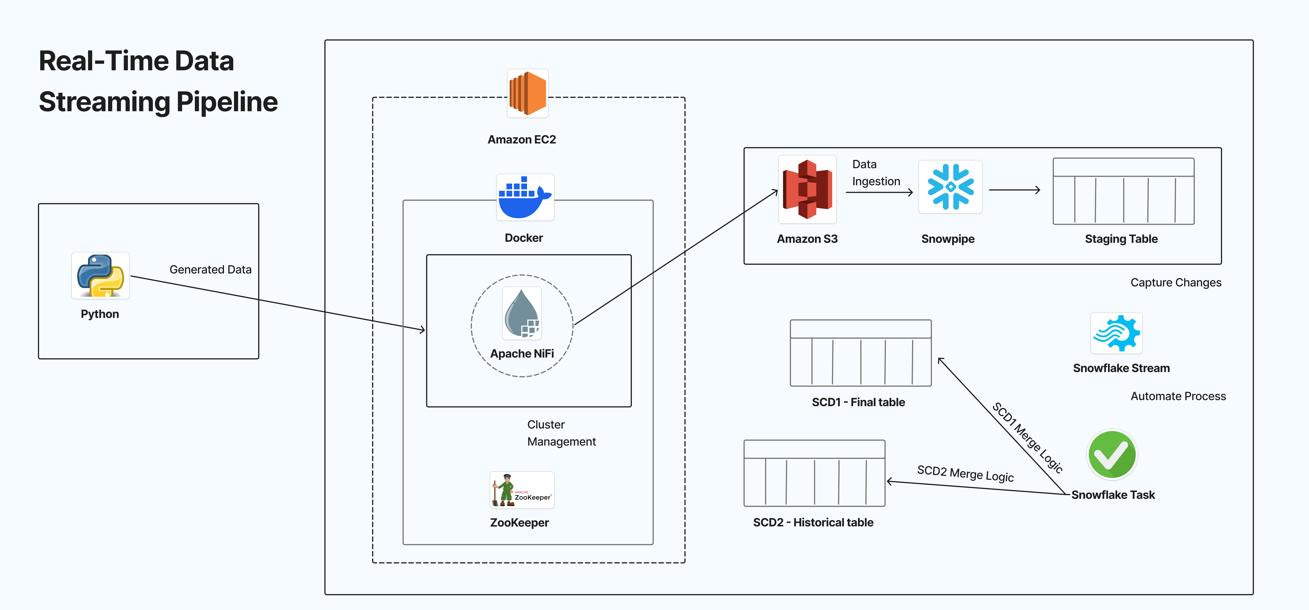 Real-Time Data
Streaming Pipeline
Amazon EC2
Docker
Generated Data
Python
Apache NiFi
Cluster
Management
ZooKeeper
ZooKeeper
Data
Ingestion
Amazon S3
Snowpipe
Staging Table
Capture Changes
Snowflake Stream
Automate Process
SCD1 - Final table
SCD1 Merge Logic
SCD2 Merge Logic
Snowflake Task
SCD2 - Historical table